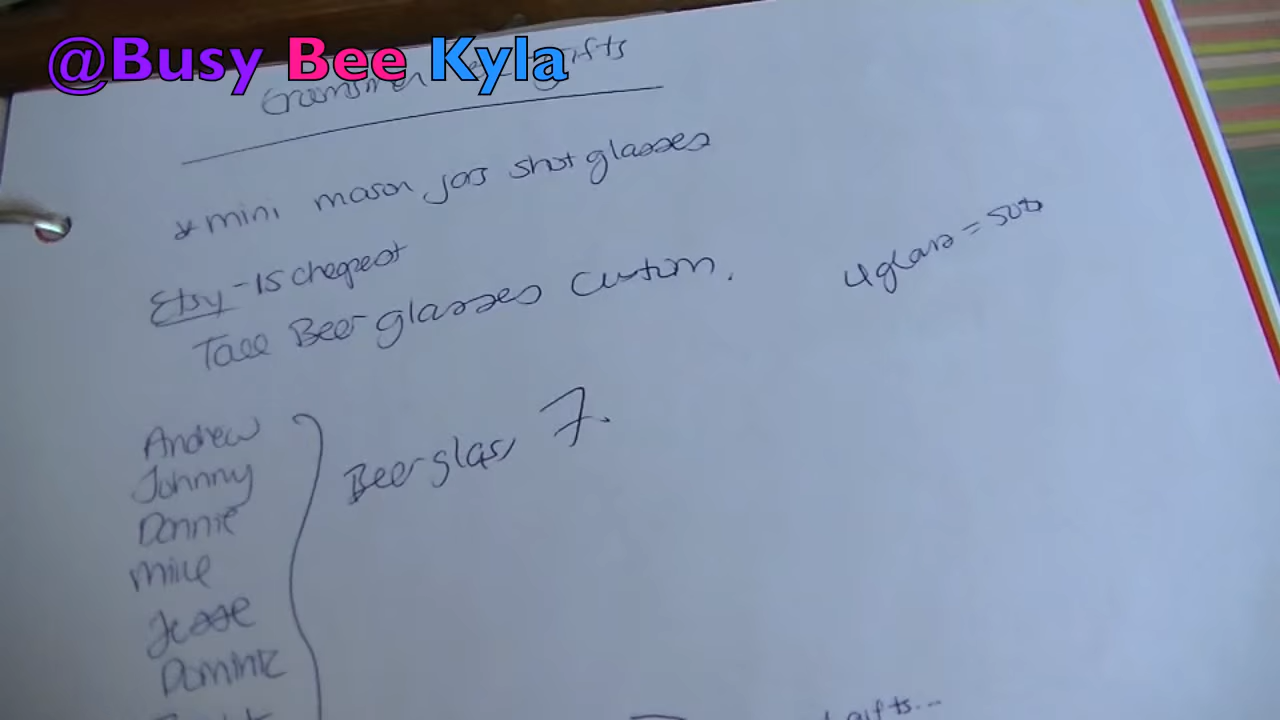 @Busy Bee Kyla
Groomsmen gifts
*mini mason jar shot glasses
Etsy - is cheapest
4 glass = 50$
Tall Beer glasses custom.
Andrew
Johnny
Donnie
Mike
Jesse
Dominic
Beer glass 7
gifts...